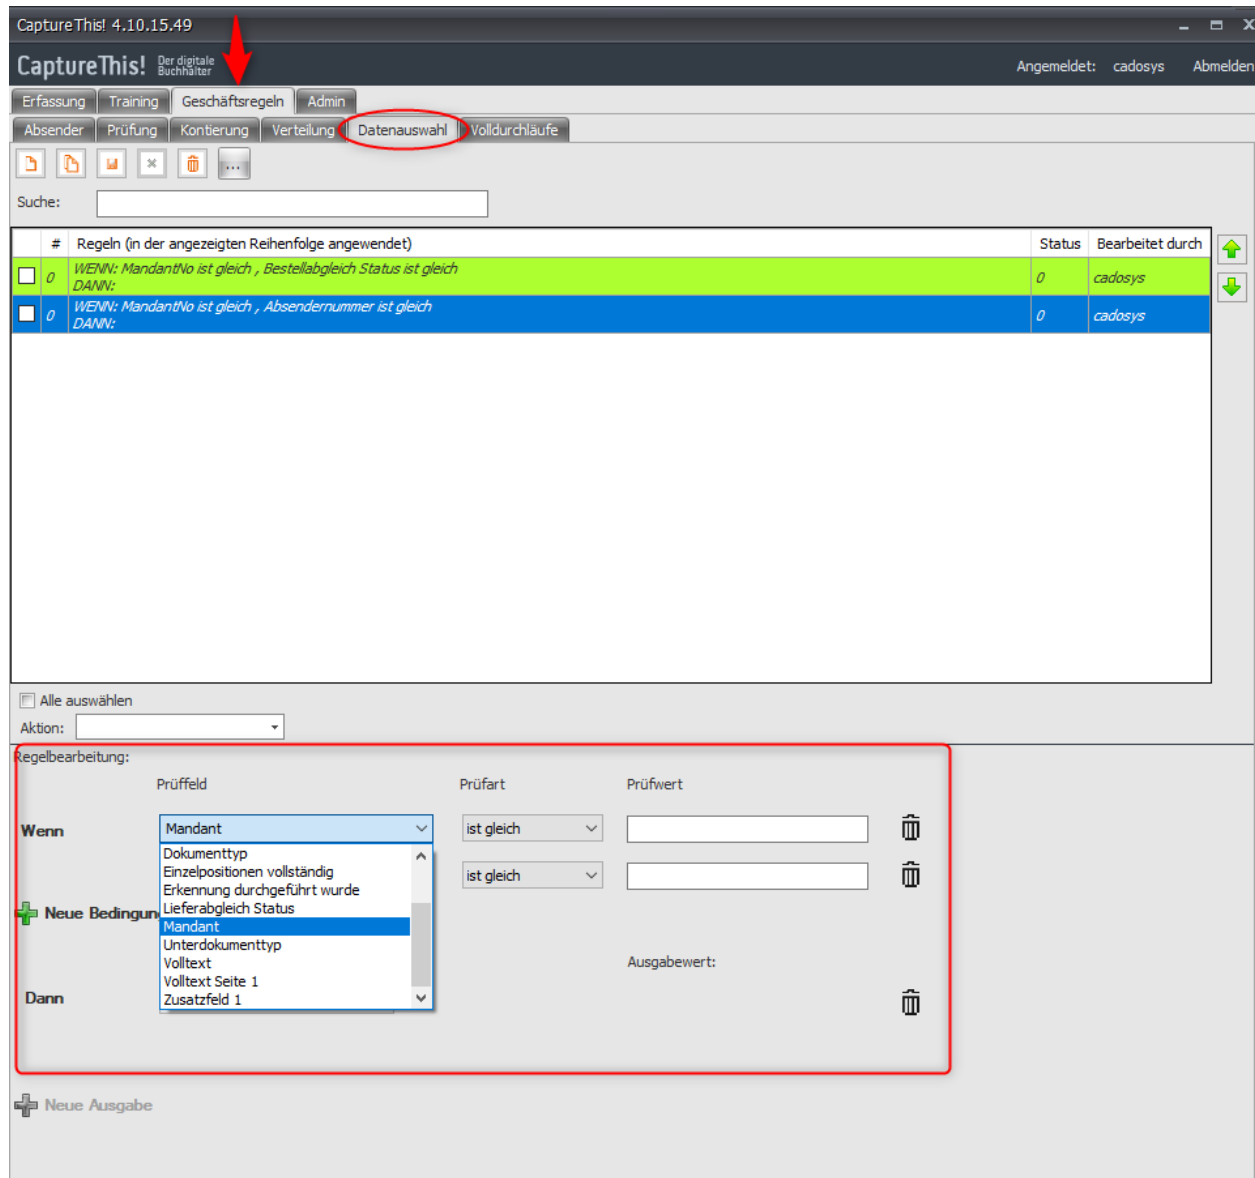 CaptureThis! 4.10.15.49
CaptureThis! Der digitale
Buchhalter
Angemeldet: cadosys Abmelden
Erfassung Training Geschäftsregeln Admin
Absender Prüfung Kontierung Verteilung Datenauswahl Volldurchläufe
...
Suche:
# Regeln (in der angezeigten Reihenfolge angewendet) Status Bearbeitet durch
0 WENN: MandantNo ist gleich , Bestellabgleich Status ist gleich 0 cadosys
DANN:
0 WENN: MandantNo ist gleich , Absendernummer ist gleich 0 cadosys
DANN:
Alle auswählen
Aktion:
Regelbearbeitung:
Prüffeld Prüfart Prüfwert
Wenn Mandant ist gleich
Dokumenttyp
Einzelpositionen vollständig ist gleich
Erkennung durchgeführt wurde
Lieferabgleich Status
Neue Bedingung
Mandant
Unterdokumenttyp
Volltext Ausgabewert:
Volltext Seite 1
Dann Zusatzfeld 1
Neue Ausgabe